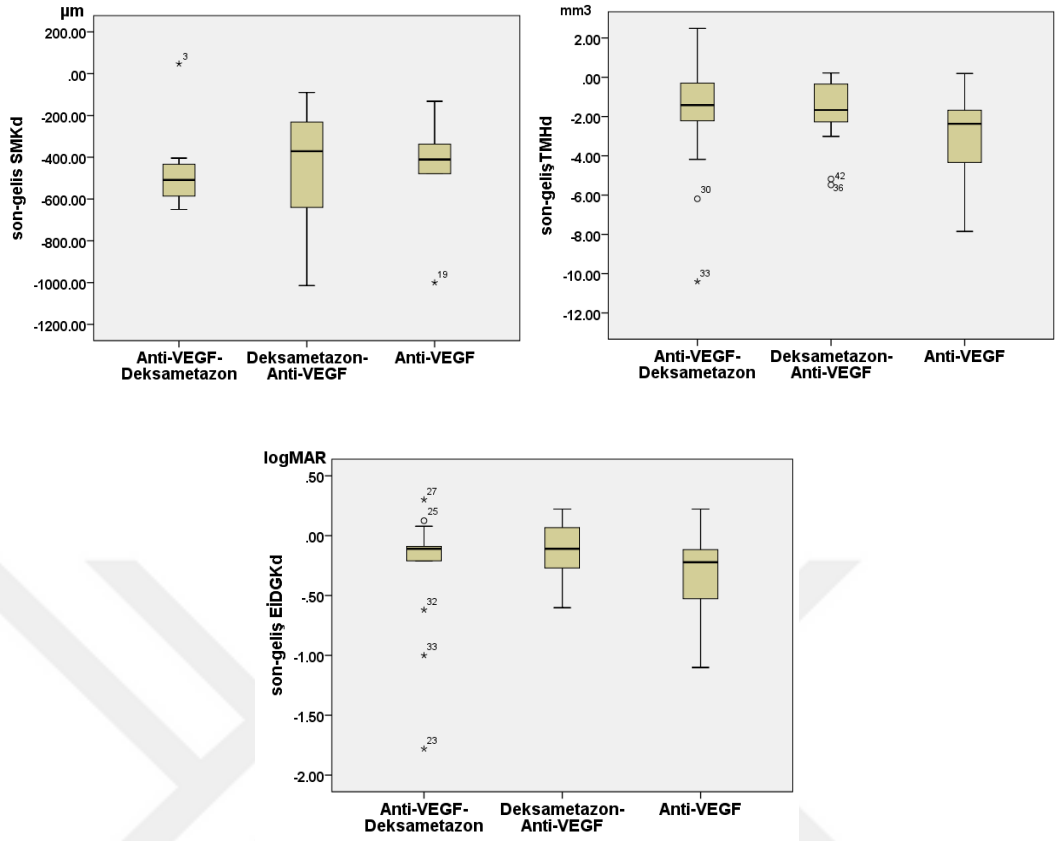 µm
200.00
.00
-200.00
-400.00
-600.00
-800.00
-1000.00
-1200.00
son-gelis SMKd
3
19
Anti-VEGF-
Deksametazon
Deksametazon-
Anti-VEGF
Anti-VEGF
mm3
2.00
.00
-2.00
-4.00
-6.00
-8.00
-10.00
-12.00
son-gelişTMHd
30
33
42
36
Anti-VEGF-
Deksametazon
Deksametazon-
Anti-VEGF
Anti-VEGF
logMAR
.50
.00
-.50
-1.00
-1.50
-2.00
son-geliş EİDGKd
27
25
32
33
23
Anti-VEGF-
Deksametazon
Deksametazon-
Anti-VEGF
Anti-VEGF